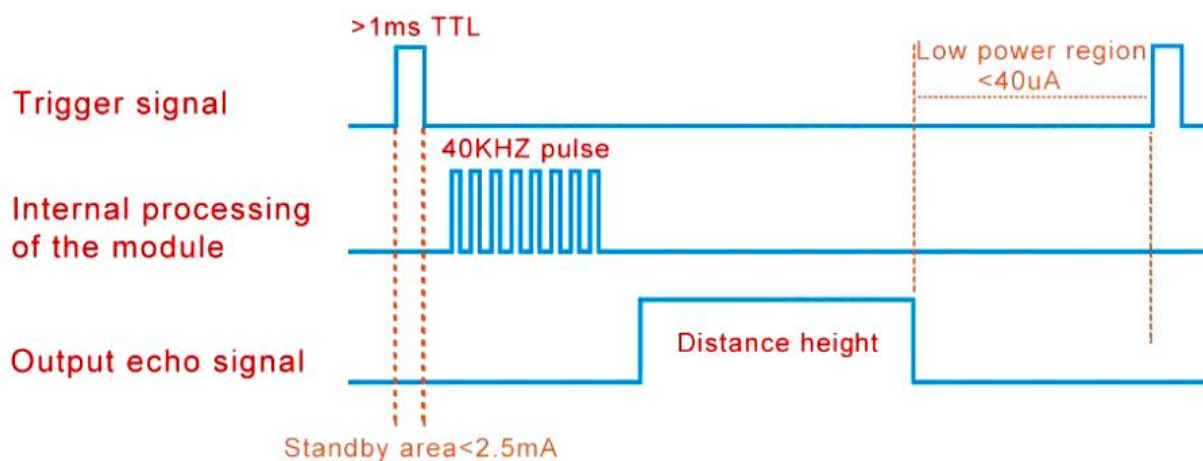 >1ms TTL
Low power region
<40uA
Trigger signal
40KHZ pulse
Internal processing
of the module
Distance height
Output echo signal
Standby area<2.5mA